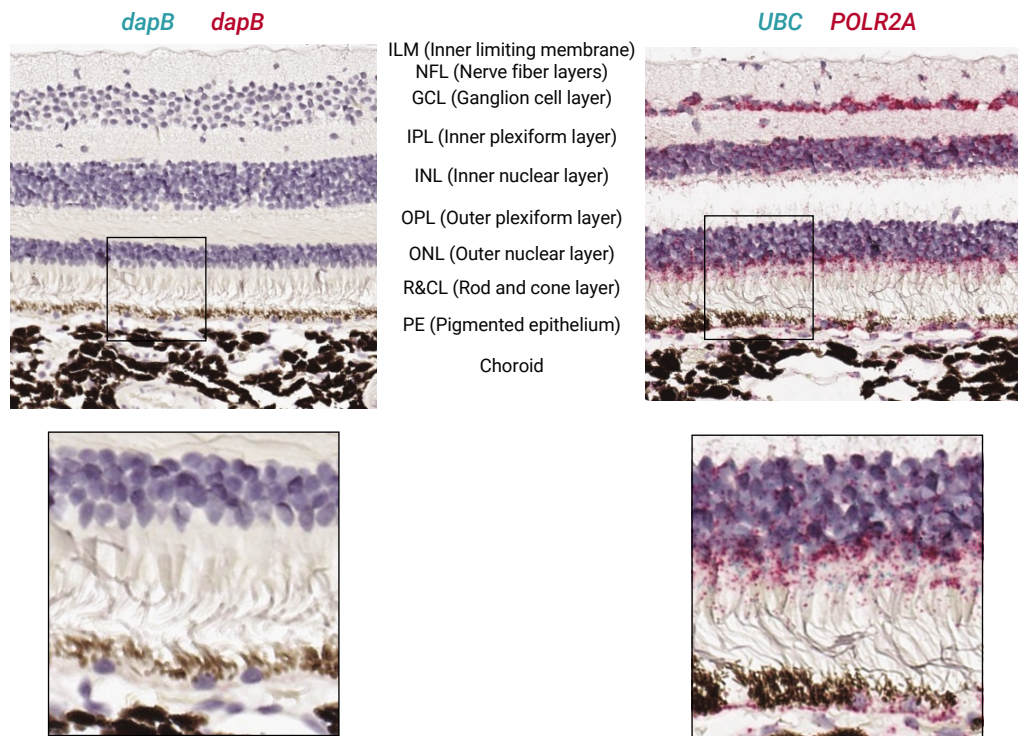 dapB dapB
UBC POLR2A
ILM (Inner limiting membrane)
NFL (Nerve fiber layers)
GCL (Ganglion cell layer)
IPL (Inner plexiform layer)
INL (Inner nuclear layer)
OPL (Outer plexiform layer)
ONL (Outer nuclear layer)
R&CL (Rod and cone layer)
PE (Pigmented epithelium)
Choroid